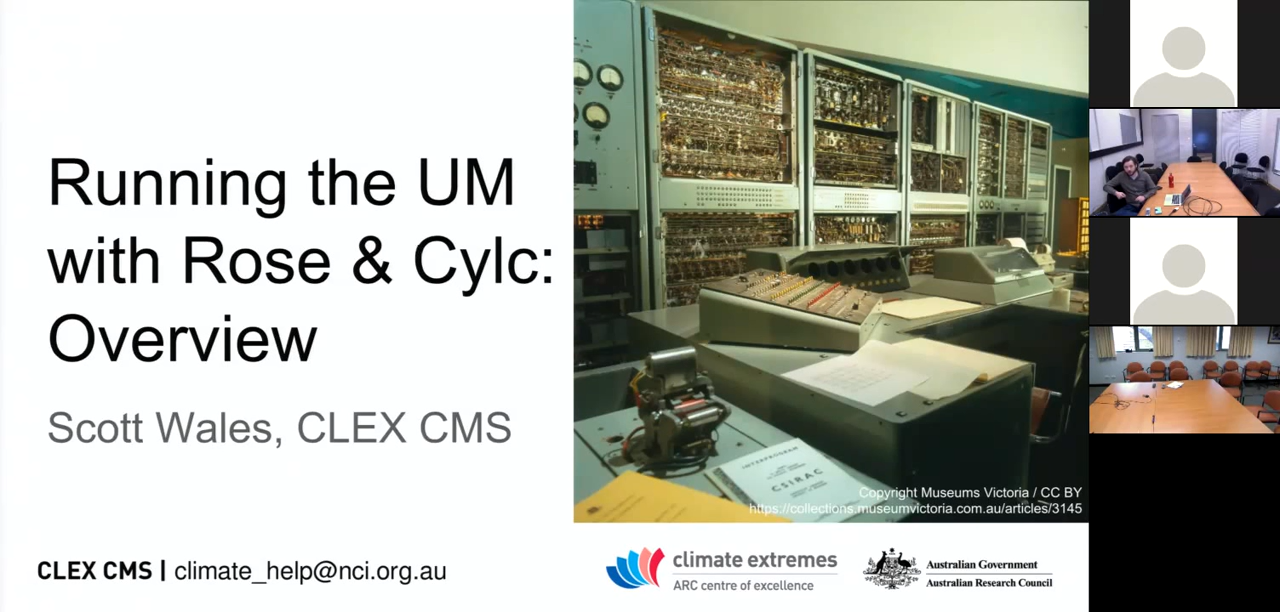 Running the UM
with Rose & Cylc:
Overview
Scott Wales, CLEX CMS
INTERPROGRAM
CSIRAC
Copyright Museums Victoria / CC BY
https://collections.museumvictoria.com.au/articles/3145
CLEX CMS | climate_help@nci.org.au
climate extremes
ARC centre of excellence
Australian Government
Australian Research Council